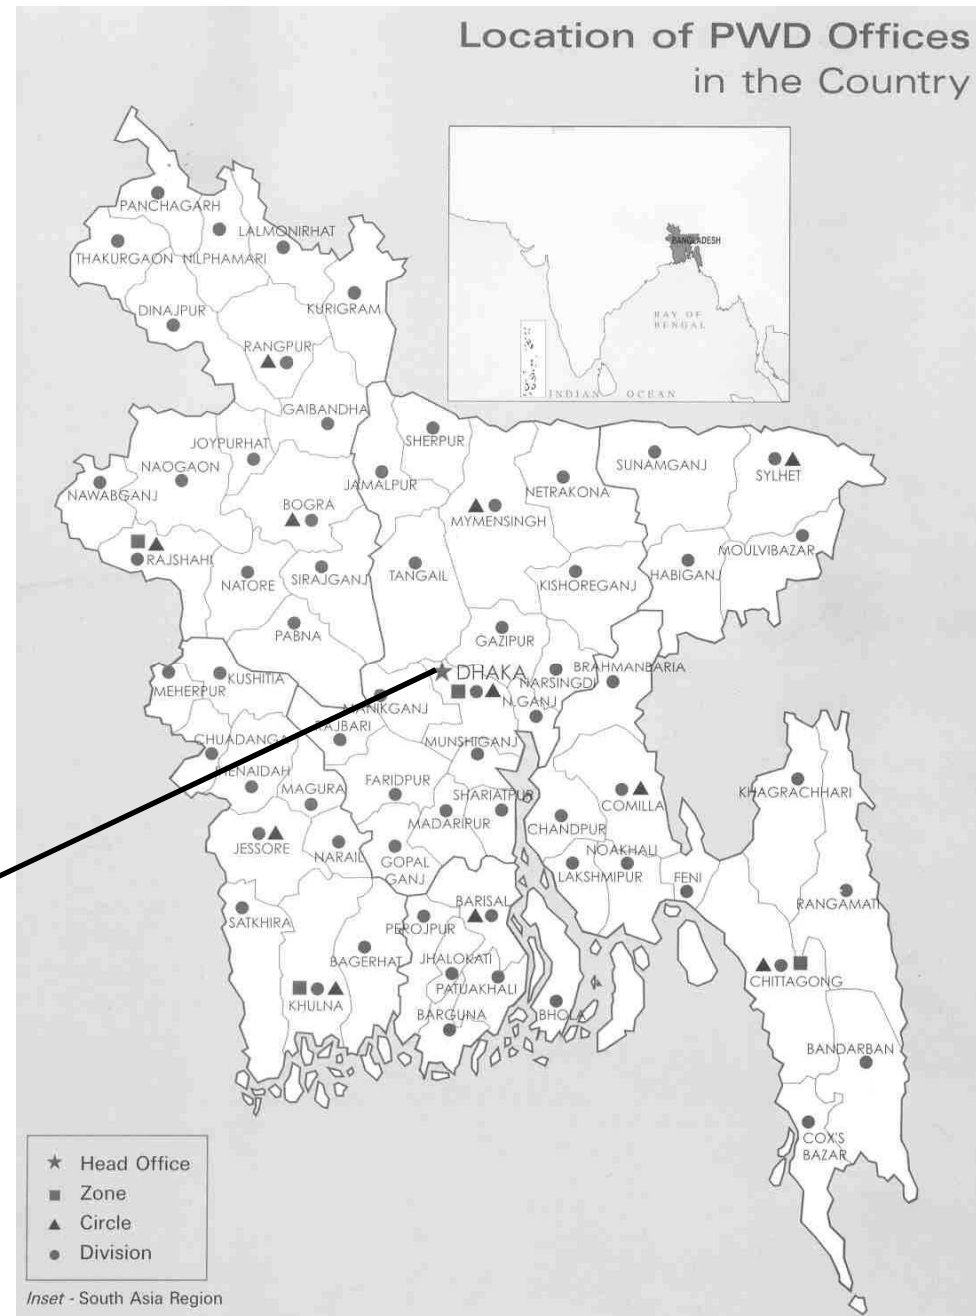 Location of PWD Offices
in the Country
BANGLADESH
BAY OF
BENGAL
INDIAN OCEAN
PANCHAGARH
LALMONIRHAT
THAKURGAON
NILPHAMARI
KURIGRAM
DINAJPUR
RANGPUR
GAIBANDHA
JOYPURHAT
NAOGAON
NAWABGANJ
BOGRA
RAJSHAHI
NATORE
SIRAJGANJ
PABNA
SHERPUR
JAMALPUR
MYMENSINGH
NETRAKONA
TANGAIL
KISHOREGANJ
GAZIPUR
SUNAMGANJ
SYLHET
MOULVIBAZAR
HABIGANJ
DHAKA
NARSINGDI
BRAHMANBARIA
N.GANJ
MANIKGANJ
MEHERPUR
KUSHITIA
RAJBARI
MUNSHIGANJ
CHUADANGA
JHENAIDAH
MAGURA
FARIDPUR
SHARIATPUR
MADARIPUR
JESSORE
NARAIL
GOPAL
GANJ
COMILLA
CHANDPUR
NOAKHALI
LAKSHMIPUR
FENI
KHAGRACHHARI
RANGAMATI
SATKHIRA
BARISAL
PEROJPUR
BAGERHAT
JHALOKATI
PATUAKHALI
KHULNA
BARGUNA
BHOLA
CHITTAGONG
BANDARBAN
COX'S
BAZAR
Head Office
Zone
Circle
Division
Inset - South Asia Region